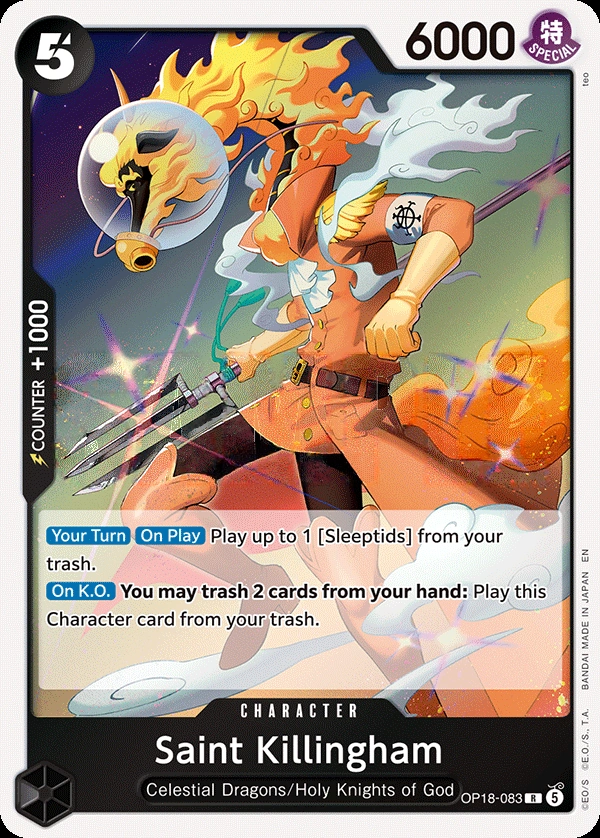 5
6000
特
SPECIAL
teo
COUNTER +1000
Your Turn On Play Play up to 1 [Sleeptids] from your
trash.
On K.O. You may trash 2 cards from your hand: Play this
Character card from your trash.
©EO/S ©E.O./S., T.A. BANDAI MADE IN JAPAN EN
CHARACTER
Saint Killingham
Celestial Dragons/Holy Knights of God
OP18-083 R 5